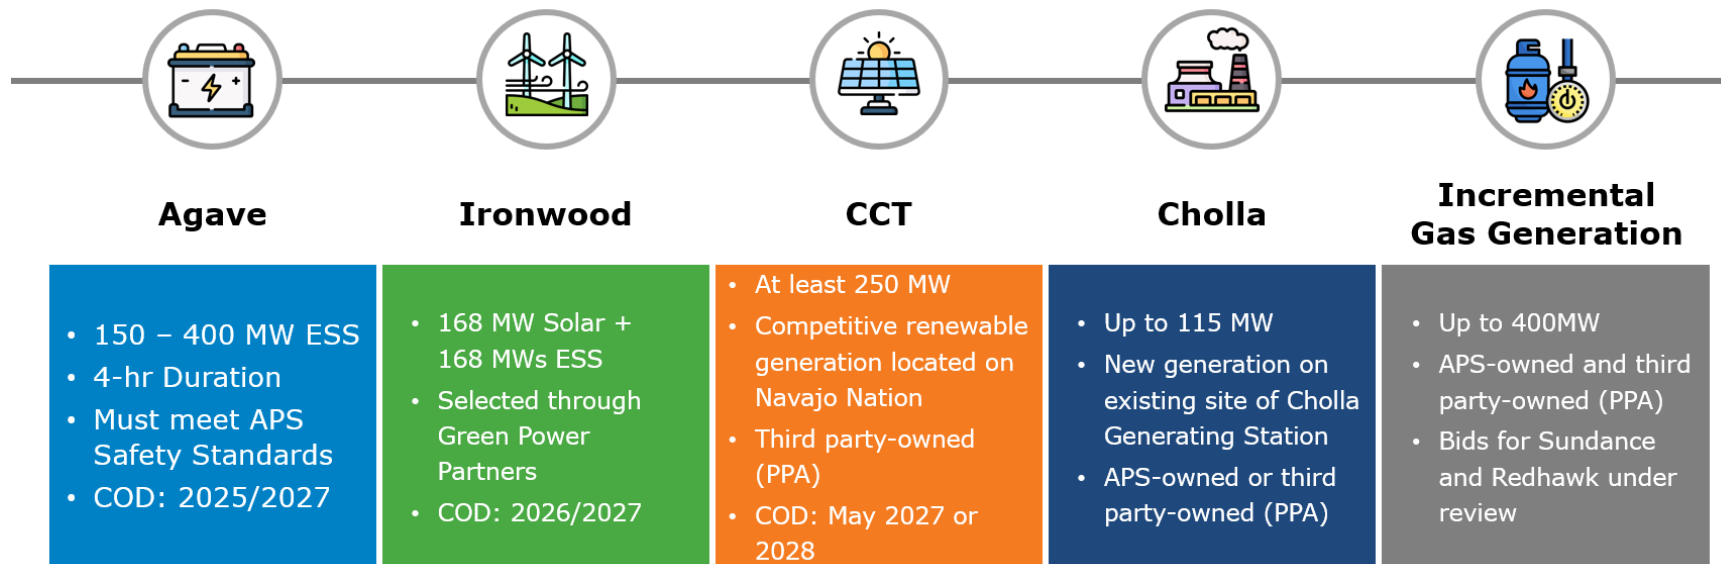 Agave
• 150 – 400 MW ESS
• 4-hr Duration
• Must meet APS
Safety Standards
• COD: 2025/2027
Ironwood
• 168 MW Solar +
168 MWs ESS
• Selected through
Green Power
Partners
• COD: 2026/2027
CCT
• At least 250 MW
• Competitive renewable
generation located on
Navajo Nation
• Third party-owned
(PPA)
• COD: May 2027 or
2028
Cholla
• Up to 115 MW
• New generation on
existing site of Cholla
Generating Station
• APS-owned or third
party-owned (PPA)
Incremental
Gas Generation
• Up to 400MW
• APS-owned and third
party-owned (PPA)
• Bids for Sundance
and Redhawk under
review